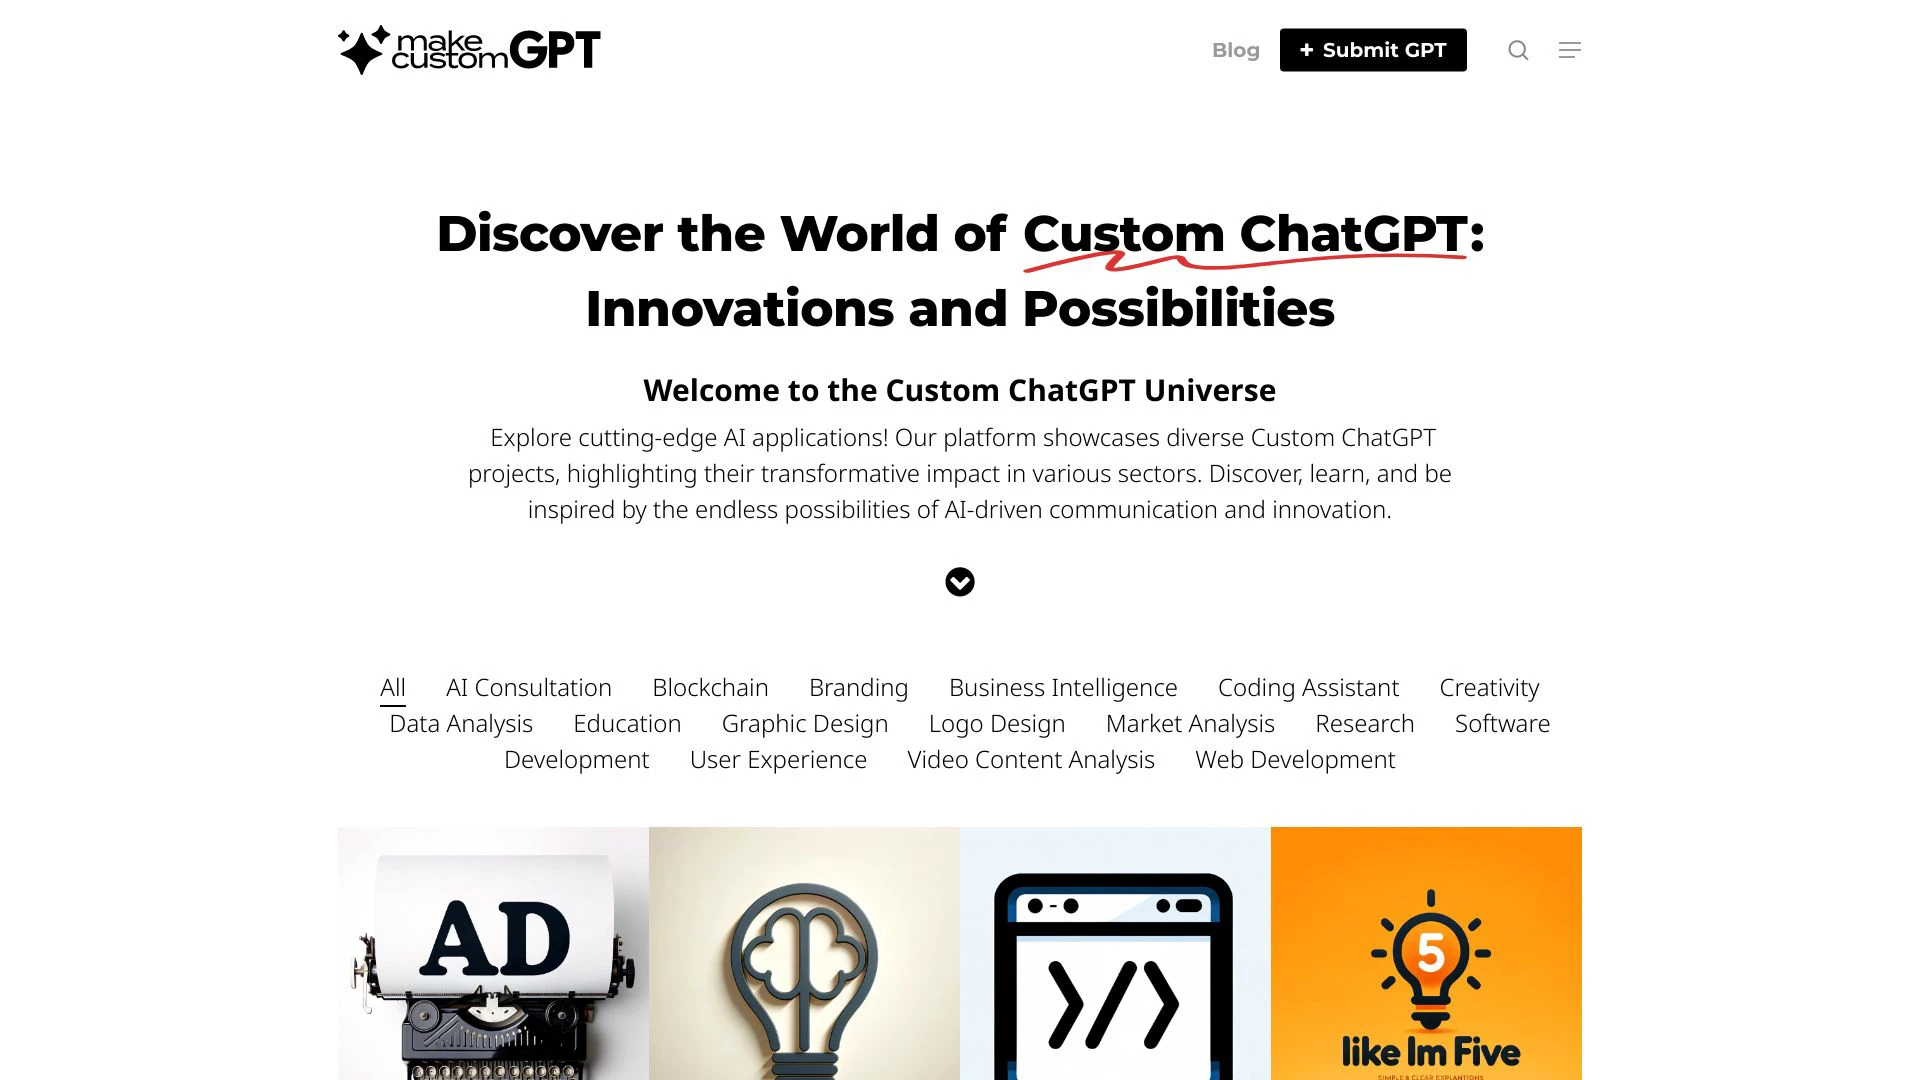 make
customGPT
Blog
+ Submit GPT
Discover the World of Custom ChatGPT:
Innovations and Possibilities
Welcome to the Custom ChatGPT Universe
Explore cutting-edge AI applications! Our platform showcases diverse Custom ChatGPT
projects, highlighting their transformative impact in various sectors. Discover, learn, and be
inspired by the endless possibilities of AI-driven communication and innovation.
All AI Consultation Blockchain Branding Business Intelligence Coding Assistant Creativity
Data Analysis Education Graphic Design Logo Design Market Analysis Research Software
Development User Experience Video Content Analysis Web Development
AD
5
like Im Five
SIMPLE & CLEAR EXPLANTIONS